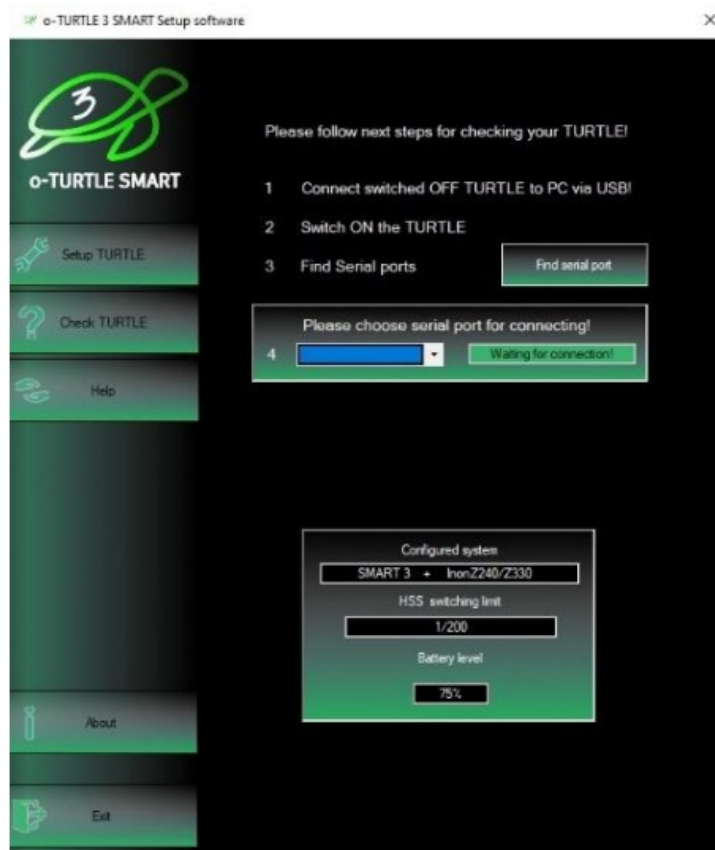 o-TURTLE 3 SMART Setup software
3
o-TURTLE SMART
Setup TURTLE
Check TURTLE
Help
About
Exit
Please follow next steps for checking your TURTLE!
1 Connect switched OFF TURTLE to PC via USB!
2 Switch ON the TURTLE
3 Find Serial ports Find serial port
Please choose serial port for connecting!
4 Waiting for connection!
Configured system
SMART 3 + InonZ240/Z330
HSS switching limit
1/200
Battery level
75%